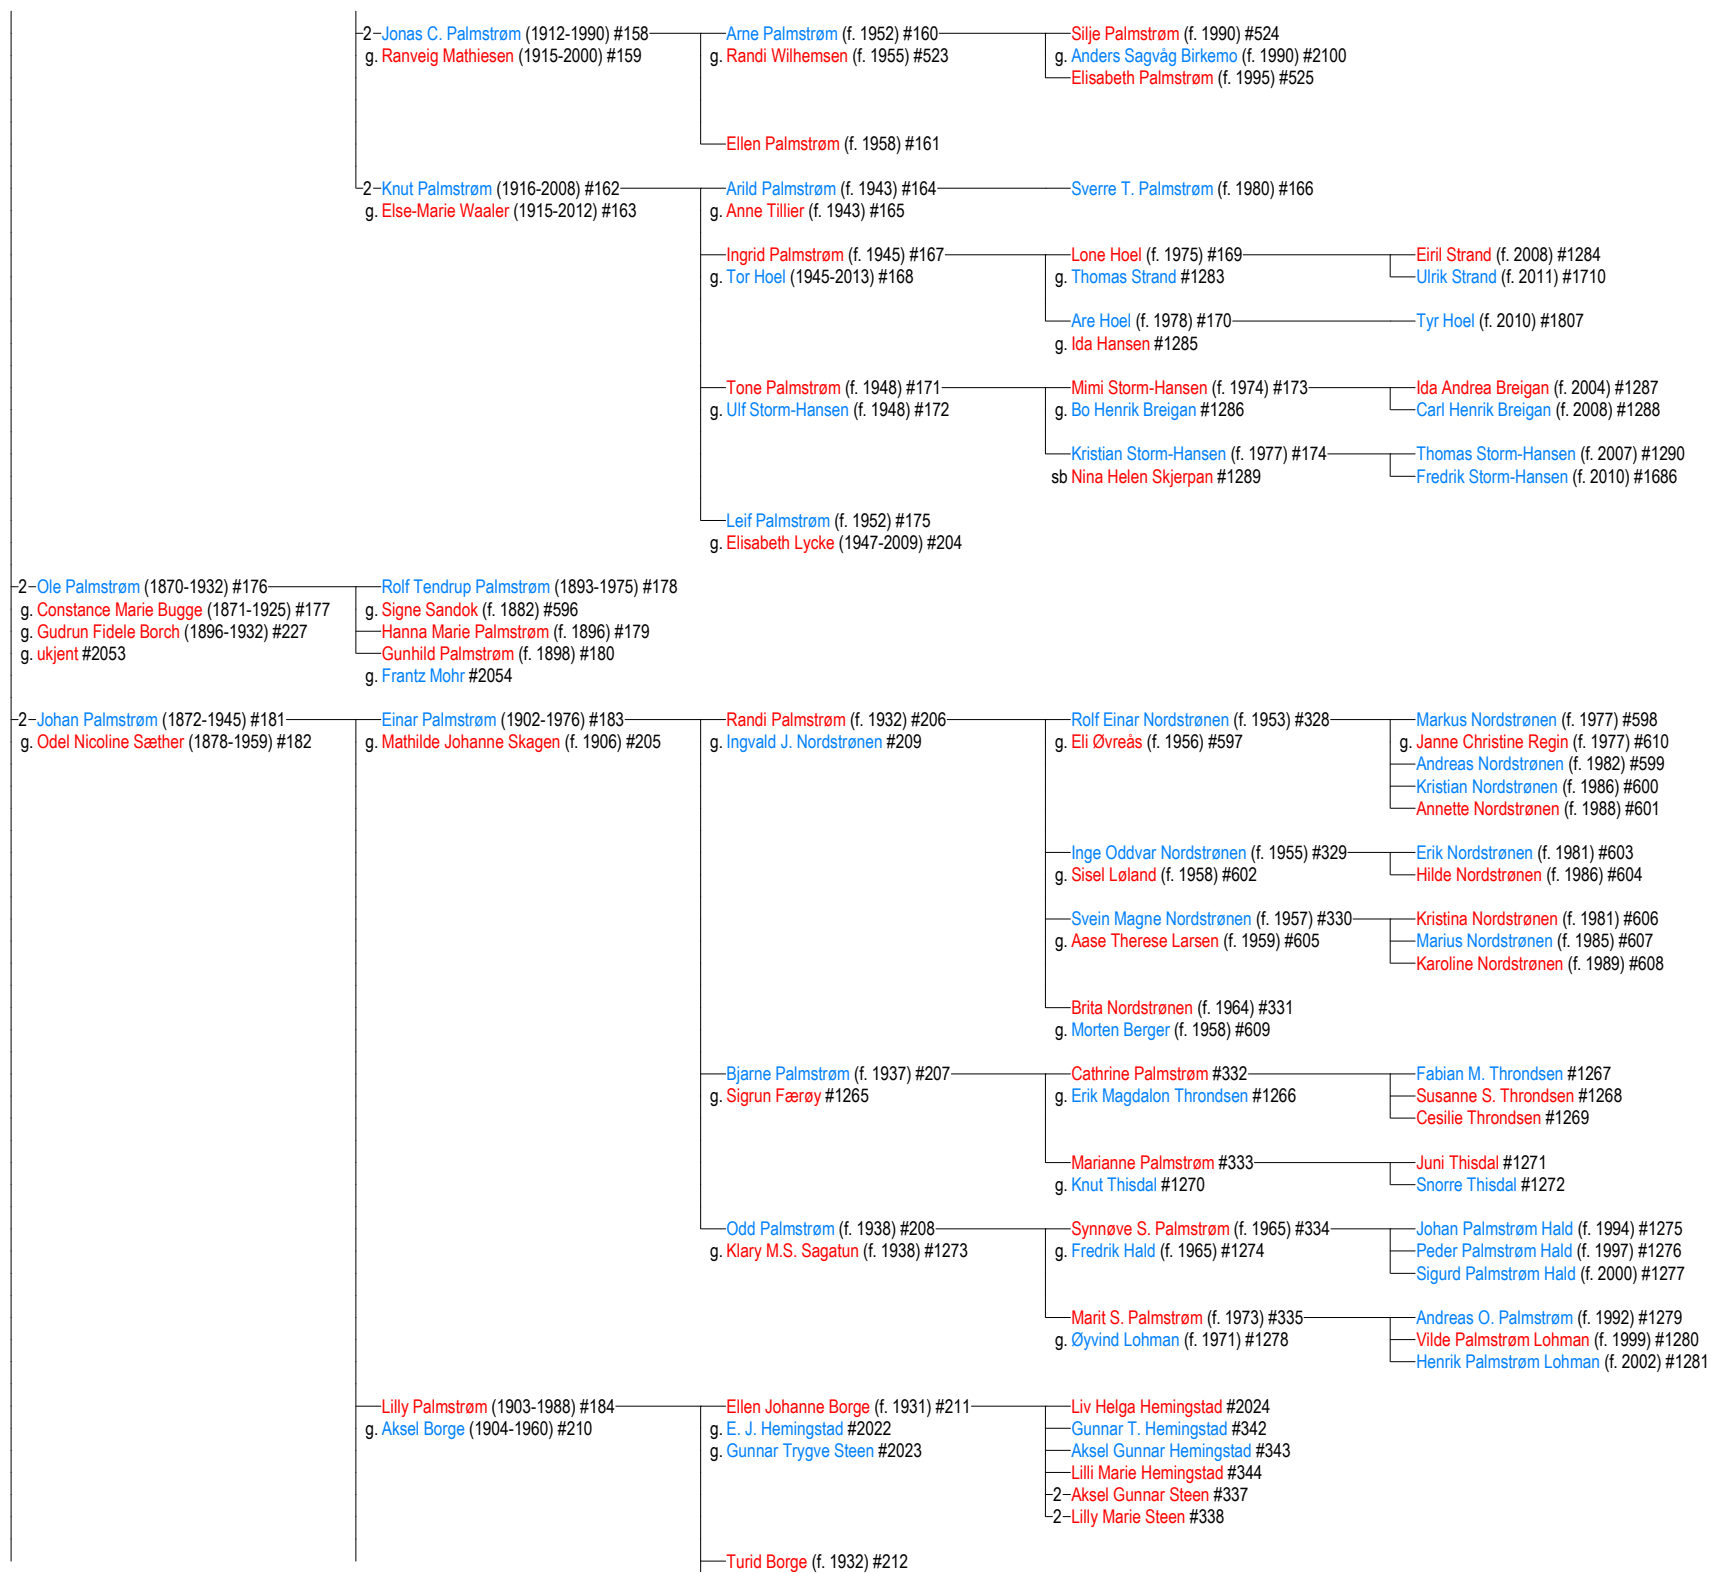 2 Jonas C. Palmstrøm (1912-1990) #158 Arne Palmstrøm (f. 1952) #160 Silje Palmstrøm (f. 1990) #524
g. Ranveig Mathiesen (1915-2000) #159 g. Randi Wilhemsen (f. 1955) #523 g. Anders Sagvåg Birkemo (f. 1990) #2100
Elisabeth Palmstrøm (f. 1995) #525
Ellen Palmstrøm (f. 1958) #161
2 Knut Palmstrøm (1916-2008) #162 Arild Palmstrøm (f. 1943) #164 Sverre T. Palmstrøm (f. 1980) #166
g. Else-Marie Waaler (1915-2012) #163 g. Anne Tillier (f. 1943) #165
Ingrid Palmstrøm (f. 1945) #167 Lone Hoel (f. 1975) #169 Eiril Strand (f. 2008) #1284
g. Tor Hoel (1945-2013) #168 g. Thomas Strand #1283 Ulrik Strand (f. 2011) #1710
Are Hoel (f. 1978) #170 Tyr Hoel (f. 2010) #1807
g. Ida Hansen #1285
Tone Palmstrøm (f. 1948) #171 Mimi Storm-Hansen (f. 1974) #173 Ida Andrea Breigan (f. 2004) #1287
g. Ulf Storm-Hansen (f. 1948) #172 g. Bo Henrik Breigan #1286 Carl Henrik Breigan (f. 2008) #1288
Kristian Storm-Hansen (f. 1977) #174 Thomas Storm-Hansen (f. 2007) #1290
sb Nina Helen Skjerpan #1289 Fredrik Storm-Hansen (f. 2010) #1686
Leif Palmstrøm (f. 1952) #175
g. Elisabeth Lycke (1947-2009) #204
2 Ole Palmstrøm (1870-1932) #176 Rolf Tendrup Palmstrøm (1893-1975) #178
g. Constance Marie Bugge (1871-1925) #177 g. Signe Sandok (f. 1882) #596
g. Gudrun Fidele Borch (1896-1932) #227 Hanna Marie Palmstrøm (f. 1896) #179
g. ukjent #2053 Gunhild Palmstrøm (f. 1898) #180
g. Frantz Mohr #2054
2 Johan Palmstrøm (1872-1945) #181 Einar Palmstrøm (1902-1976) #183 Randi Palmstrøm (f. 1932) #206 Rolf Einar Nordstrønen (f. 1953) #328 Markus Nordstrønen (f. 1977) #598
g. Odel Nicoline Sæther (1878-1959) #182 g. Mathilde Johanne Skagen (f. 1906) #205 g. Ingvald J. Nordstrønen #209 g. Eli Øvreås (f. 1956) #597 g. Janne Christine Regin (f. 1977) #610
Andreas Nordstrønen (f. 1982) #599
Kristian Nordstrønen (f. 1986) #600
Annette Nordstrønen (f. 1988) #601
Inge Oddvar Nordstrønen (f. 1955) #329 Erik Nordstrønen (f. 1981) #603
g. Sisel Løland (f. 1958) #602 Hilde Nordstrønen (f. 1986) #604
Svein Magne Nordstrønen (f. 1957) #330 Kristina Nordstrønen (f. 1981) #606
g. Aase Therese Larsen (f. 1959) #605 Marius Nordstrønen (f. 1985) #607
Karoline Nordstrønen (f. 1989) #608
Brita Nordstrønen (f. 1964) #331
g. Morten Berger (f. 1958) #609
Bjarne Palmstrøm (f. 1937) #207 Cathrine Palmstrøm #332 Fabian M. Throndsen #1267
g. Sigrun Færøy #1265 g. Erik Magdalon Throndsen #1266 Susanne S. Throndsen #1268
Cesilie Throndsen #1269
Marianne Palmstrøm #333 Juni Thisdal #1271
g. Knut Thisdal #1270 Snorre Thisdal #1272
Odd Palmstrøm (f. 1938) #208 Synnøve S. Palmstrøm (f. 1965) #334 Johan Palmstrøm Hald (f. 1994) #1275
g. Klary M.S. Sagatun (f. 1938) #1273 g. Fredrik Hald (f. 1965) #1274 Peder Palmstrøm Hald (f. 1997) #1276
Sigurd Palmstrøm Hald (f. 2000) #1277
Marit S. Palmstrøm (f. 1973) #335 Andreas O. Palmstrøm (f. 1992) #1279
g. Øyvind Lohman (f. 1971) #1278 Vilde Palmstrøm Lohman (f. 1999) #1280
Henrik Palmstrøm Lohman (f. 2002) #1281
Lilly Palmstrøm (1903-1988) #184 Ellen Johanne Borge (f. 1931) #211 Liv Helga Hemingstad #2024
g. Aksel Borge (1904-1960) #210 g. E. J. Hemingstad #2022 Gunnar T. Hemingstad #342
g. Gunnar Trygve Steen #2023 Aksel Gunnar Hemingstad #343
Lilli Marie Hemingstad #344
2 Aksel Gunnar Steen #337
2 Lilly Marie Steen #338
Turid Borge (f. 1932) #212